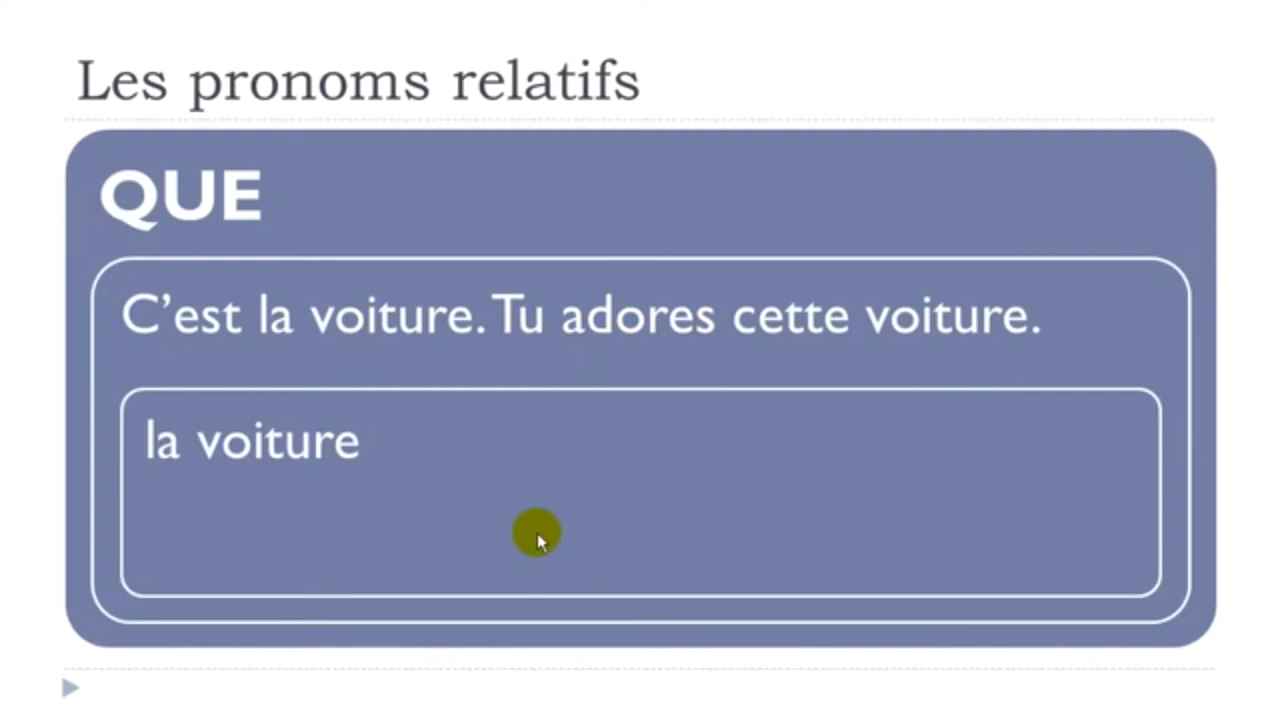 Les pronoms relatifs
QUE
C’est la voiture. Tu adores cette voiture.
la voiture